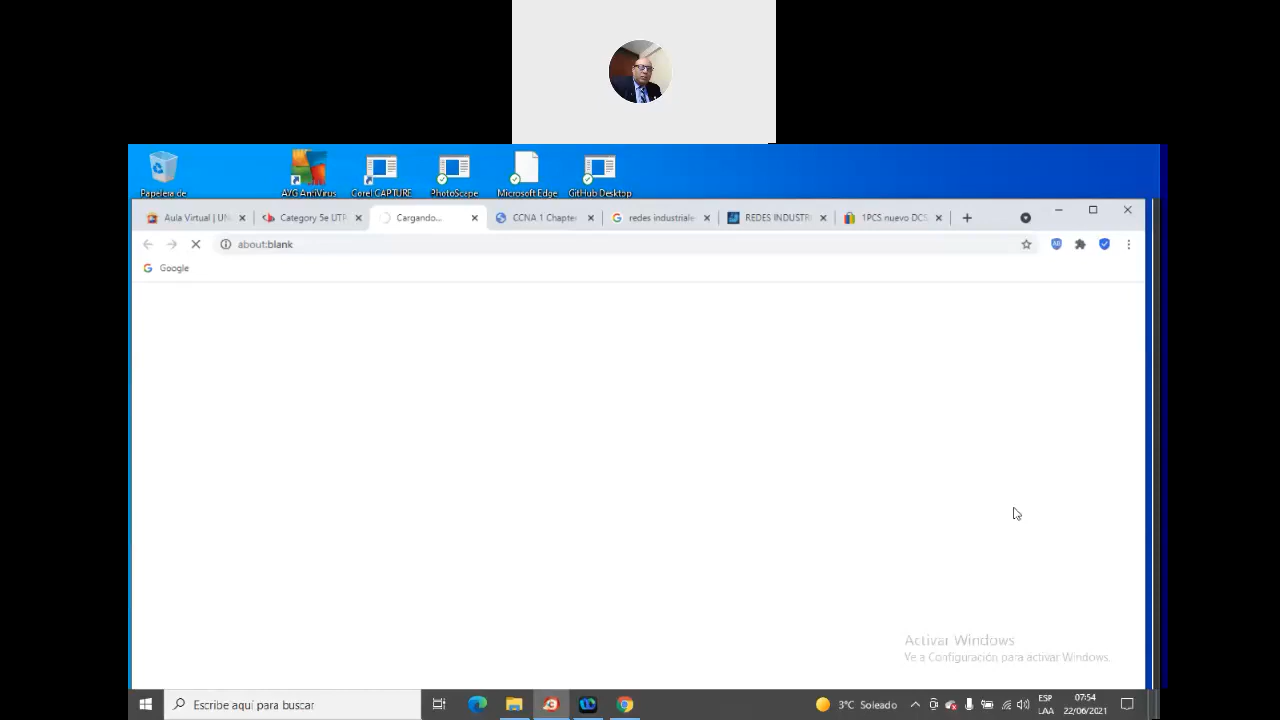 Papelera de
AVG AntiVirus
Corel CAPTURE
PhotoScape
Microsoft Edge
GitHub Desktop
Aula Virtual | UN
Category 5e UTP
Cargando...
CCNA 1 Chapte
redes industriale
REDES INDUSTRI
1PCS nuevo DCS
about:blank
Google
Activar Windows
Ve a Configuración para activar Windows.
Escribe aquí para buscar
3°C Soleado
ESP
LAA
07:54
22/06/2021